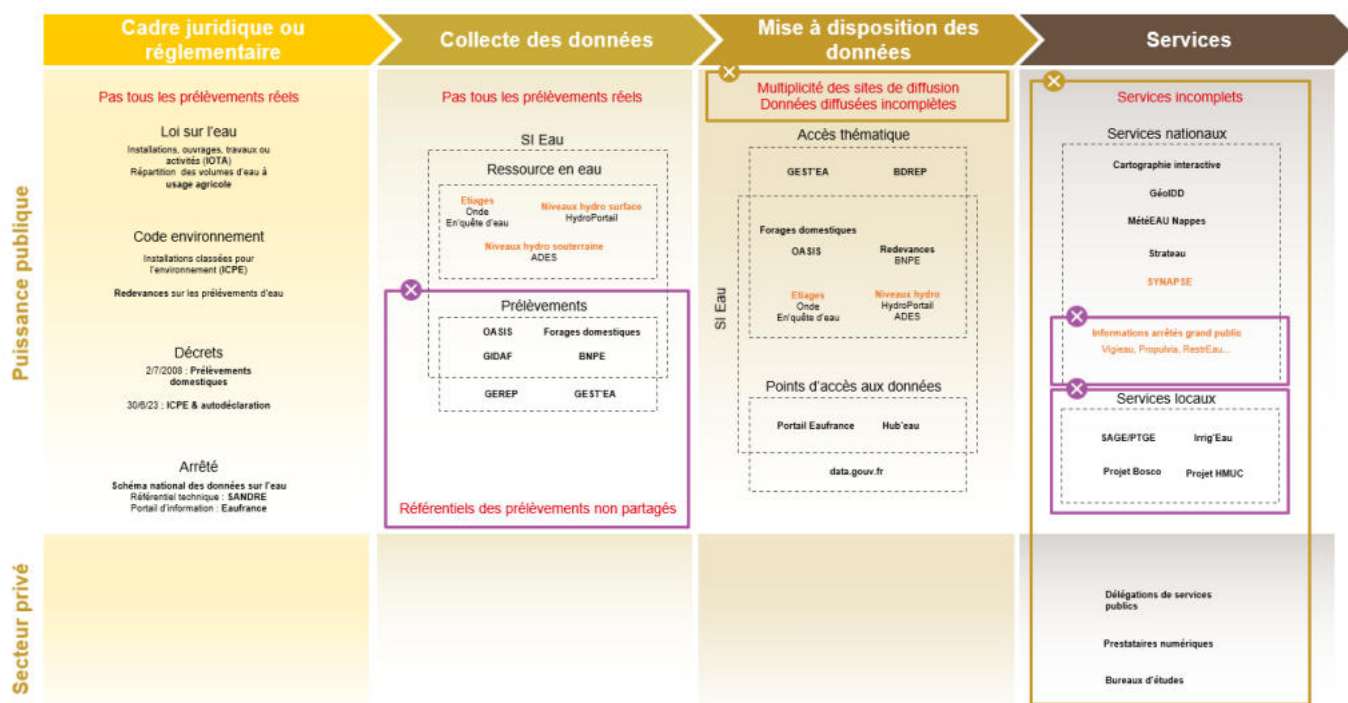 Cadre juridique ou
réglementaire
Collecte des données
Mise à disposition des
données
Services
Puissance publique
Pas tous les prélèvements réels
Loi sur l'eau
Installations, ouvrages, travaux ou
activités (IOTA)
Répartition des volumes d'eau à
usage agricole
Code environnement
Installations classées pour
l'environnement (ICPE)
Redevances sur les prélèvements d'eau
Décrets
2/7/2008 : Prélèvements
domestiques
30/6/23 : ICPE & autodéclaration
Arrêté
Schéma national des données sur l'eau
Référentiel technique : SANDRE
Portail d'information : Eaufrance
Pas tous les prélèvements réels
SI Eau
Ressource en eau
Etiages
Onde
En'quête d'eau
Niveaux hydro surface
HydroPortail
Niveaux hydro souterraine
ADES
Prélèvements
OASIS
Forages domestiques
GIDAF
BNPE
GEREP
GEST'EA
Référentiels des prélèvements non partagés
Multiplicité des sites de diffusion
Données diffusées incomplètes
Accès thématique
GEST'EA
BDREP
SI Eau
Forages domestiques
OASIS
Redevances
BNPE
Etiages
Onde
En'quête d'eau
Niveaux hydro
HydroPortail
ADES
Points d'accès aux données
Portail Eaufrance
Hub'eau
data.gouv.fr
Services incomplets
Services nationaux
Cartographie interactive
GéoIDD
MétéEAU Nappes
Strateau
SYNAPSE
Informations arrêtés grand public
Vigieau, Propulvia, RestrEau...
Services locaux
SAGE/PTGE
Irrig'Eau
Projet Bosco
Projet HMUC
Secteur privé
Délégations de services
publics
Prestataires numériques
Bureaux d'études